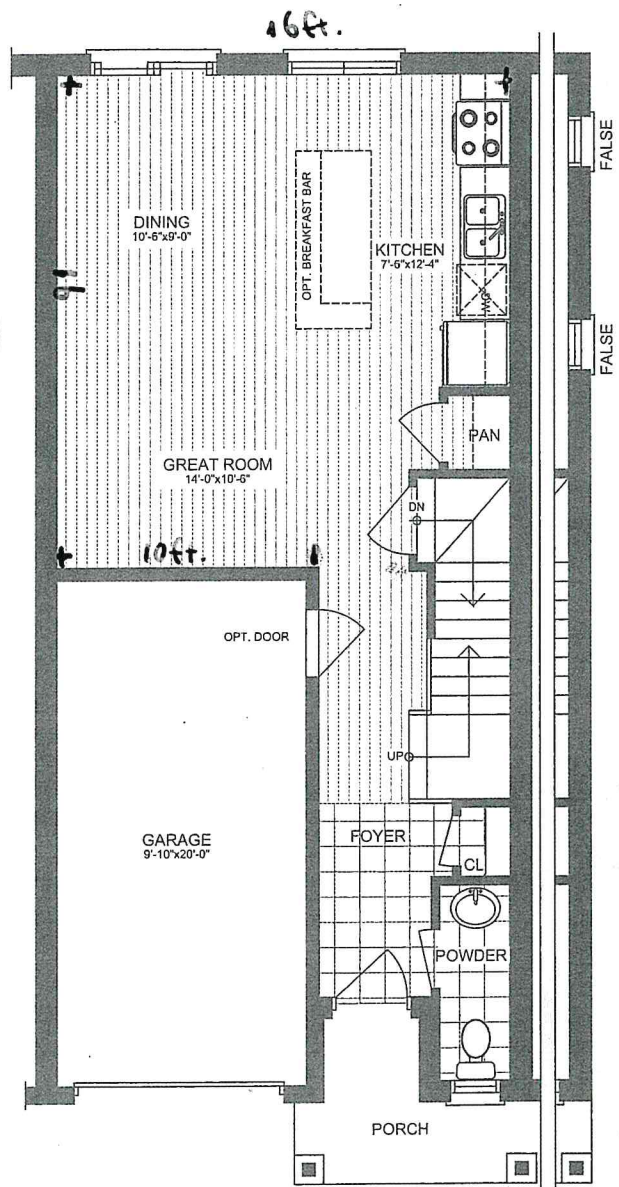 16ft.
FALSE
DINING
10'-6"x9'-0"
OPT. BREAKFAST BAR
KITCHEN
7'-6"x12'-4"
FALSE
PAN
GREAT ROOM
14'-0"x10'-6"
DN
10ft.
OPT. DOOR
UP
FOYER
GARAGE
9'-10"x20'-0"
CL
POWDER
PORCH